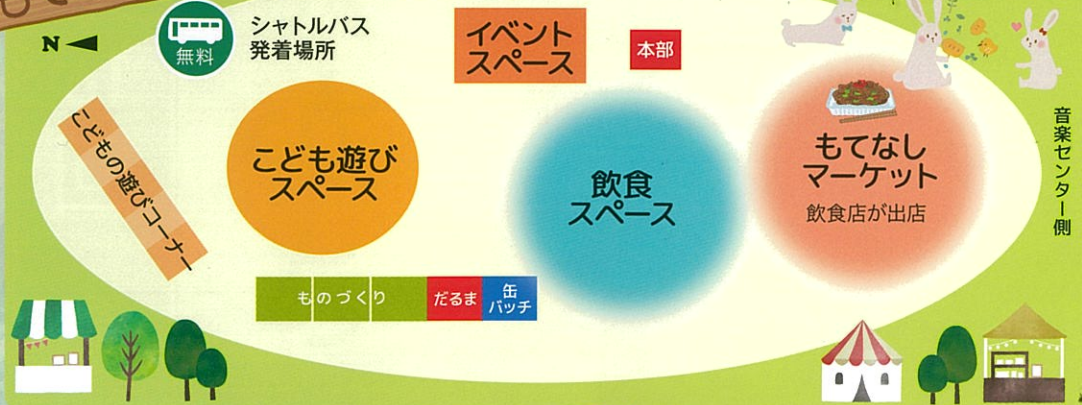 N
無料
シャトルバス
発着場所
イベント
スペース
本部
こどもの遊びコーナー
こども遊び
スペース
飲食
スペース
もてなし
マーケット
飲食店が出店
音楽センター側
ものづくり
だるま
缶
バッチ